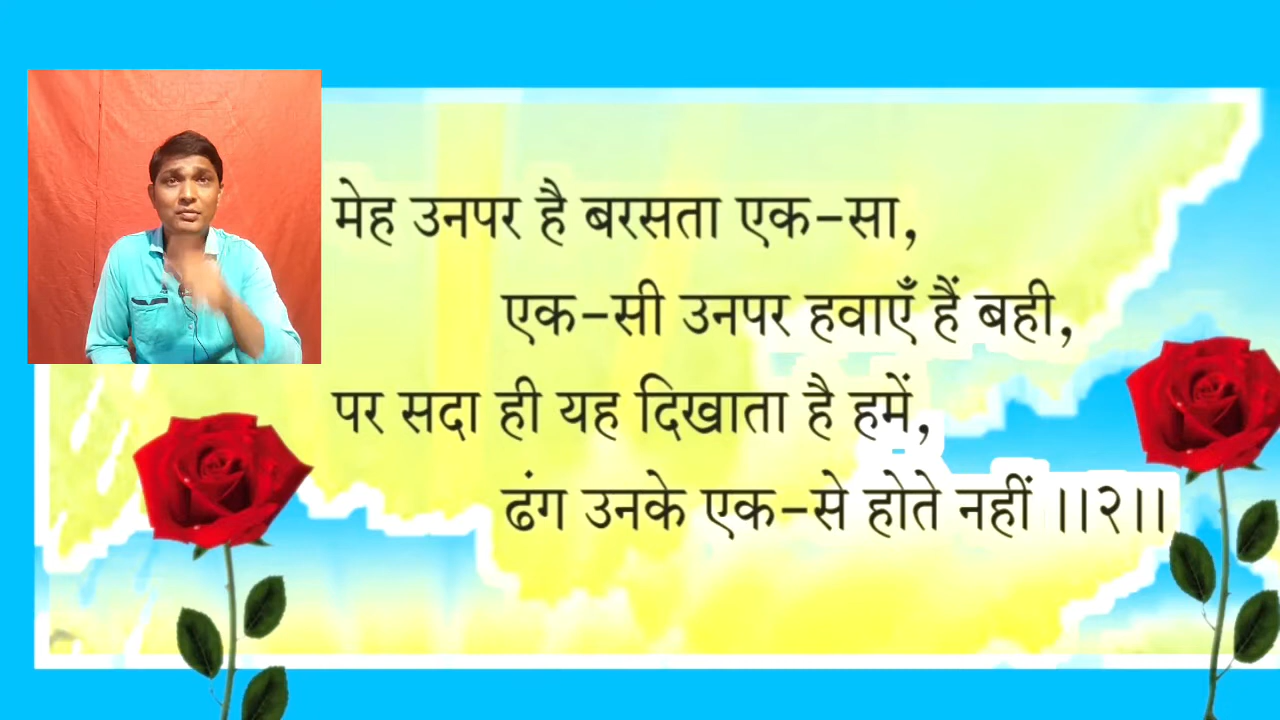 मेह उनपर है बरसता एक-सा,
एक-सी उनपर हवाएँ हैं बही,
पर सदा ही यह दिखाता है हमें,
ढंग उनके एक-से होते नहीं ।।२।।